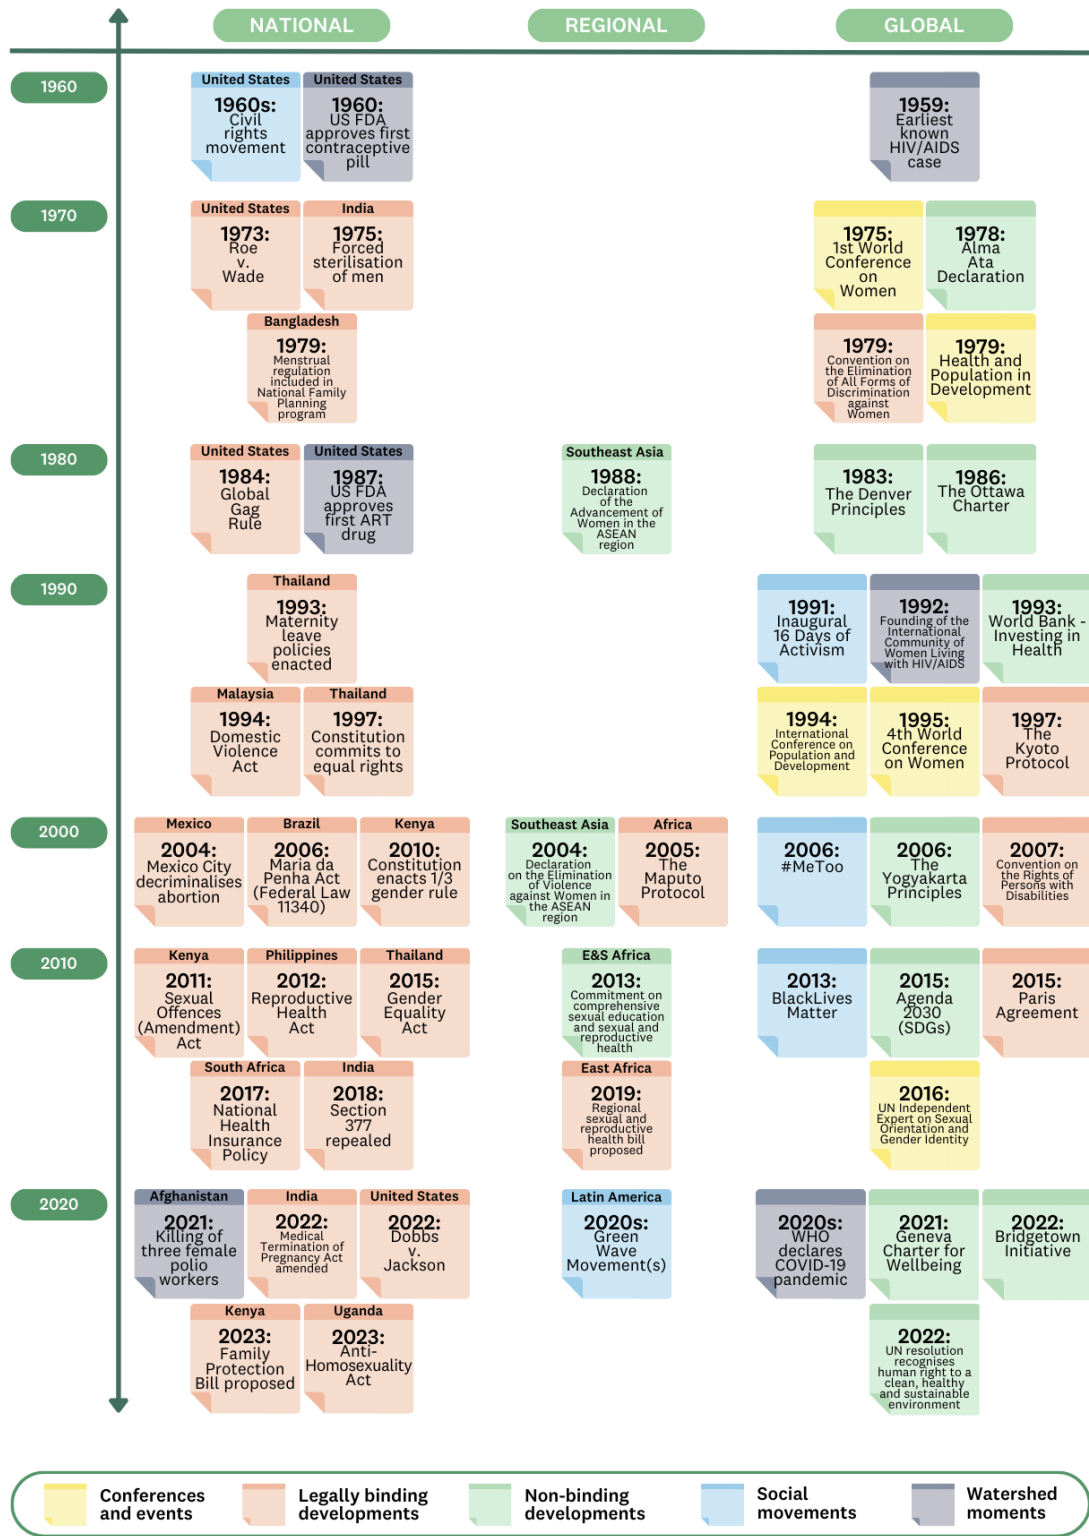 NATIONAL
REGIONAL
GLOBAL
1960
United States
1960s:
Civil
rights
movement
United States
1960:
US FDA
approves first
contraceptive
pill
1959:
Earliest
known
HIV/AIDS
case
1970
United States
1973:
Roe
v.
Wade
India
1975:
Forced
sterilisation
of men
1975:
1st World
Conference
on
Women
1978:
Alma
Ata
Declaration
Bangladesh
1979:
Menstrual
regulation
included in
National Family
Planning
program
1979:
Convention on
the Elimination
of All Forms of
Discrimination
against
Women
1979:
Health and
Population in
Development
1980
United States
1984:
Global
Gag
Rule
United States
1987:
US FDA
approves
first ART
drug
Southeast Asia
1988:
Declaration
of the
Advancement of
Women in the
ASEAN
region
1983:
The Denver
Principles
1986:
The Ottawa
Charter
1990
Thailand
1993:
Maternity
leave
policies
enacted
1991:
Inaugural
16 Days of
Activism
1992:
Founding of the
International
Community of
Women Living
with HIV/AIDS
1993:
World Bank -
Investing in
Health
Malaysia
1994:
Domestic
Violence
Act
Thailand
1997:
Constitution
commits to
equal rights
1994:
International
Conference on
Population and
Development
1995:
4th World
Conference
on Women
1997:
The
Kyoto
Protocol
2000
Mexico
2004:
Mexico City
decriminalises
abortion
Brazil
2006:
Maria da
Penha Act
(Federal Law
11340)
Kenya
2010:
Constitution
enacts 1/3
gender rule
Southeast Asia
2004:
Declaration
on the Elimination
of Violence
against Women in
the ASEAN
region
Africa
2005:
The
Maputo
Protocol
2006:
#MeToo
2006:
The
Yogyakarta
Principles
2007:
Convention on
the Rights of
Persons with
Disabilities
2010
Kenya
2011:
Sexual
Offences
(Amendment)
Act
Philippines
2012:
Reproductive
Health
Act
Thailand
2015:
Gender
Equality
Act
E&S Africa
2013:
Commitment on
comprehensive
sexual education
and sexual and
reproductive
health
2013:
BlackLives
Matter
2015:
Agenda
2030
(SDGs)
2015:
Paris
Agreement
South Africa
2017:
National
Health
Insurance
Policy
India
2018:
Section
377
repealed
East Africa
2019:
Regional
sexual and
reproductive
health bill
proposed
2016:
UN Independent
Expert on Sexual
Orientation and
Gender Identity
2020
Afghanistan
2021:
Killing of
three female
polio
workers
India
2022:
Medical
Termination of
Pregnancy Act
amended
United States
2022:
Dobbs
v.
Jackson
Latin America
2020s:
Green
Wave
Movement(s)
2020s:
WHO
declares
COVID-19
pandemic
2021:
Geneva
Charter for
Wellbeing
2022:
Bridgetown
Initiative
Kenya
2023:
Family
Protection
Bill proposed
Uganda
2023:
Anti-
Homosexuality
Act
2022:
UN resolution
recognises
human right to a
clean, healthy
and sustainable
environment
Conferences
and events
Legally binding
developments
Non-binding
developments
Social
movements
Watershed
moments